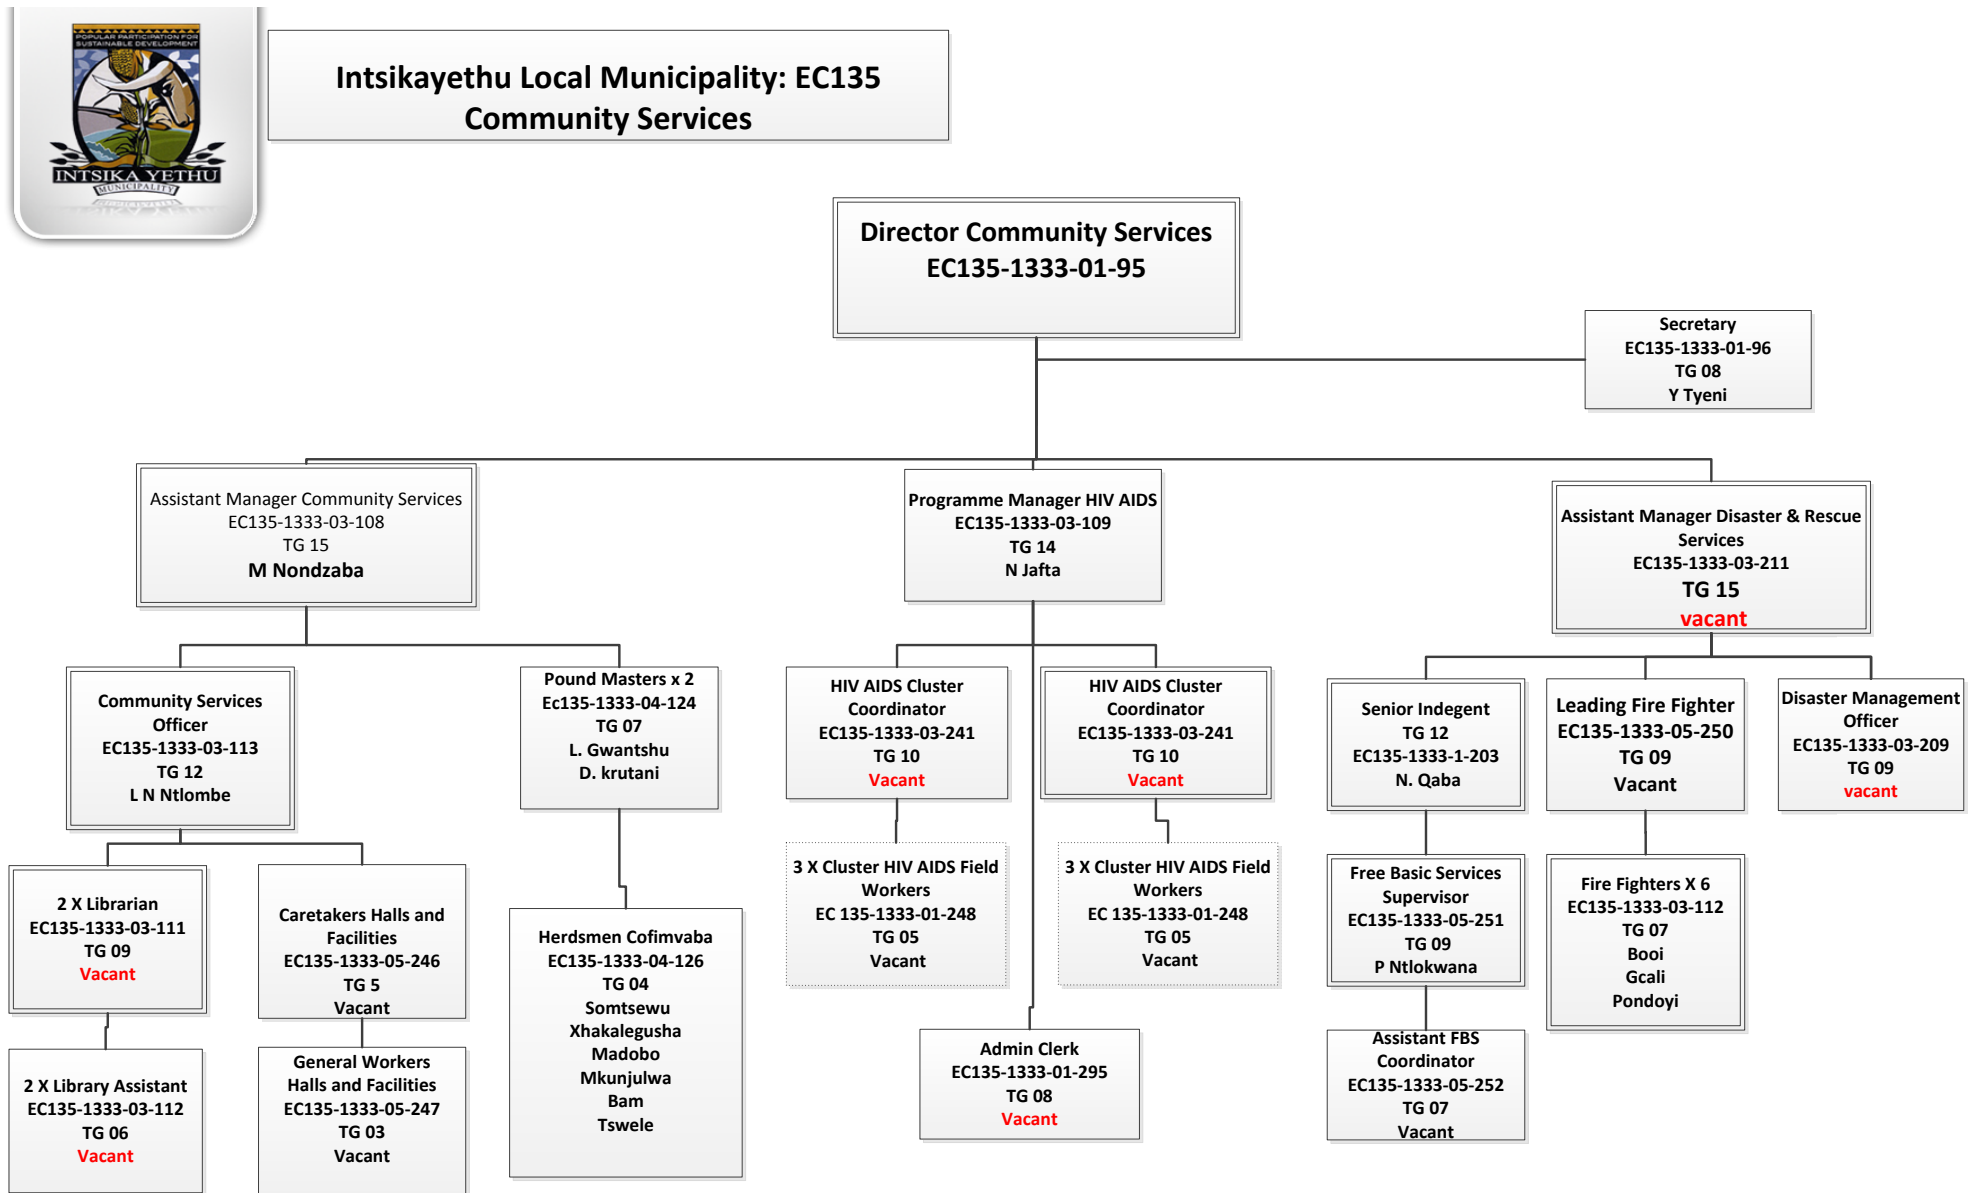 POPULAR PARTICIPATION FOR
SUSTAINABLE DEVELOPMENT
INTSIKA YETHU
MUNICIPALITY
Intsikayethu Local Municipality: EC135
Community Services
Director Community Services
EC135-1333-01-95
Secretary
EC135-1333-01-96
TG 08
Y Tyeni
Assistant Manager Community Services
EC135-1333-03-108
TG 15
M Nondzaba
Programme Manager HIV AIDS
EC135-1333-03-109
TG 14
N Jafta
Assistant Manager Disaster & Rescue
Services
EC135-1333-03-211
TG 15
vacant
Community Services
Officer
EC135-1333-03-113
TG 12
L N Ntlombe
Pound Masters x 2
Ec135-1333-04-124
TG 07
L. Gwantshu
D. krutani
HIV AIDS Cluster
Coordinator
EC135-1333-03-241
TG 10
Vacant
HIV AIDS Cluster
Coordinator
EC135-1333-03-241
TG 10
Vacant
Senior Indegent
TG 12
EC135-1333-1-203
N. Qaba
Leading Fire Fighter
EC135-1333-05-250
TG 09
Vacant
Disaster Management
Officer
EC135-1333-03-209
TG 09
vacant
2 X Librarian
EC135-1333-03-111
TG 09
Vacant
Caretakers Halls and
Facilities
EC135-1333-05-246
TG 5
Vacant
Herdsmen Cofimvaba
EC135-1333-04-126
TG 04
Somtsewu
Xhakalegusha
Madobo
Mkunjulwa
Bam
Tswele
3 X Cluster HIV AIDS Field
Workers
EC 135-1333-01-248
TG 05
Vacant
3 X Cluster HIV AIDS Field
Workers
EC 135-1333-01-248
TG 05
Vacant
Free Basic Services
Supervisor
EC135-1333-05-251
TG 09
P Ntlokwana
Fire Fighters X 6
EC135-1333-03-112
TG 07
Booi
Gcali
Pondoyi
2 X Library Assistant
EC135-1333-03-112
TG 06
Vacant
General Workers
Halls and Facilities
EC135-1333-05-247
TG 03
Vacant
Admin Clerk
EC135-1333-01-295
TG 08
Vacant
Assistant FBS
Coordinator
EC135-1333-05-252
TG 07
Vacant